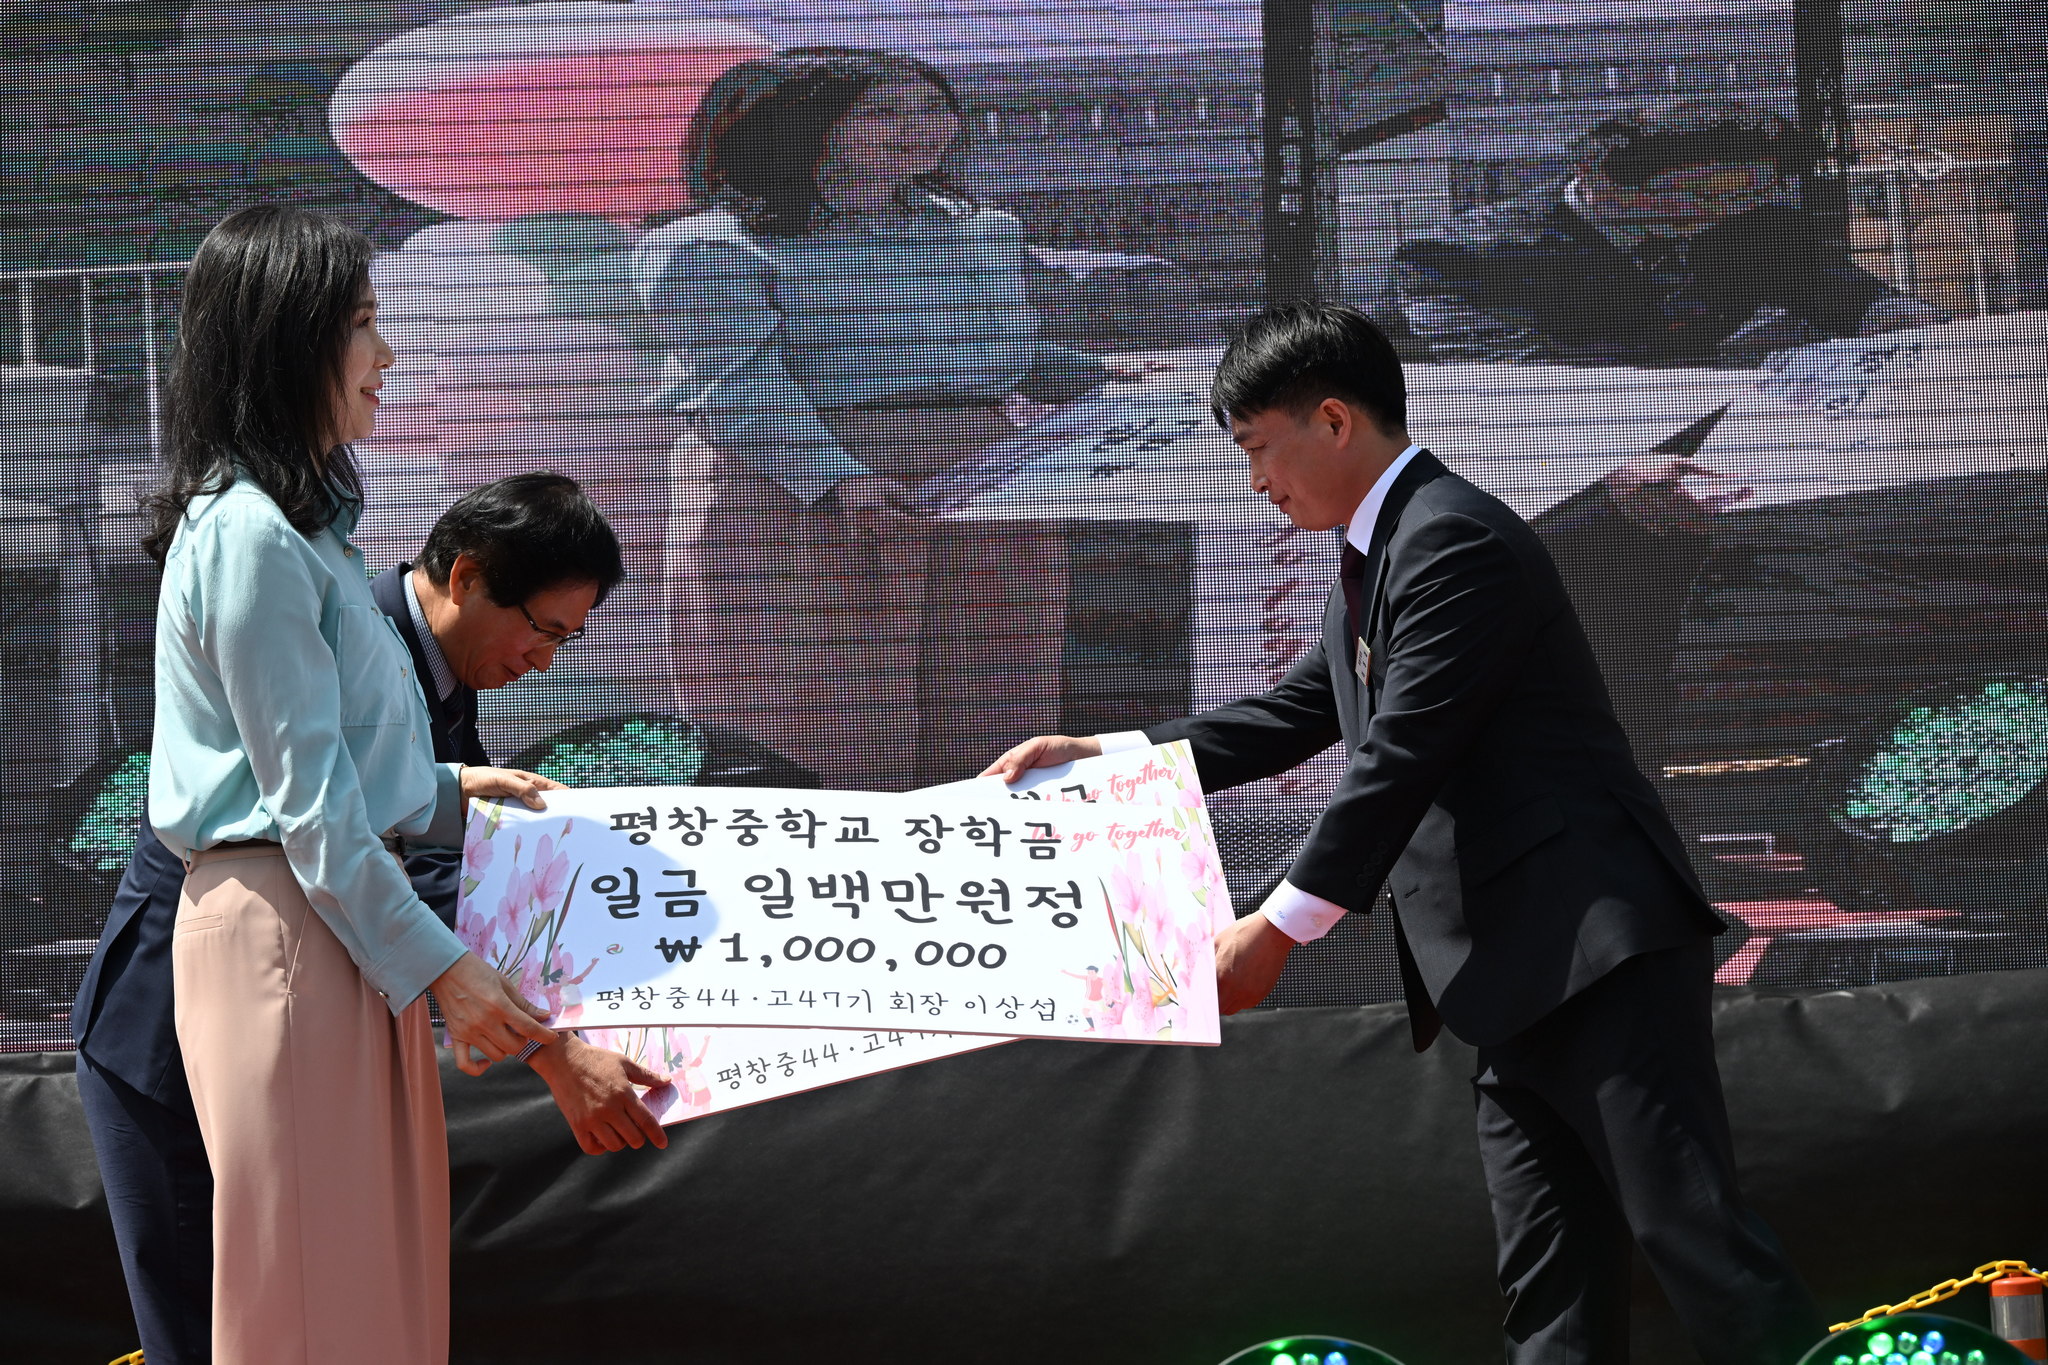 go together
We go together
평창중학교 장학금
일금 일백만원정
₩1,000,000
평창중44·고47기 회장 이상섭
평창중44·고47기